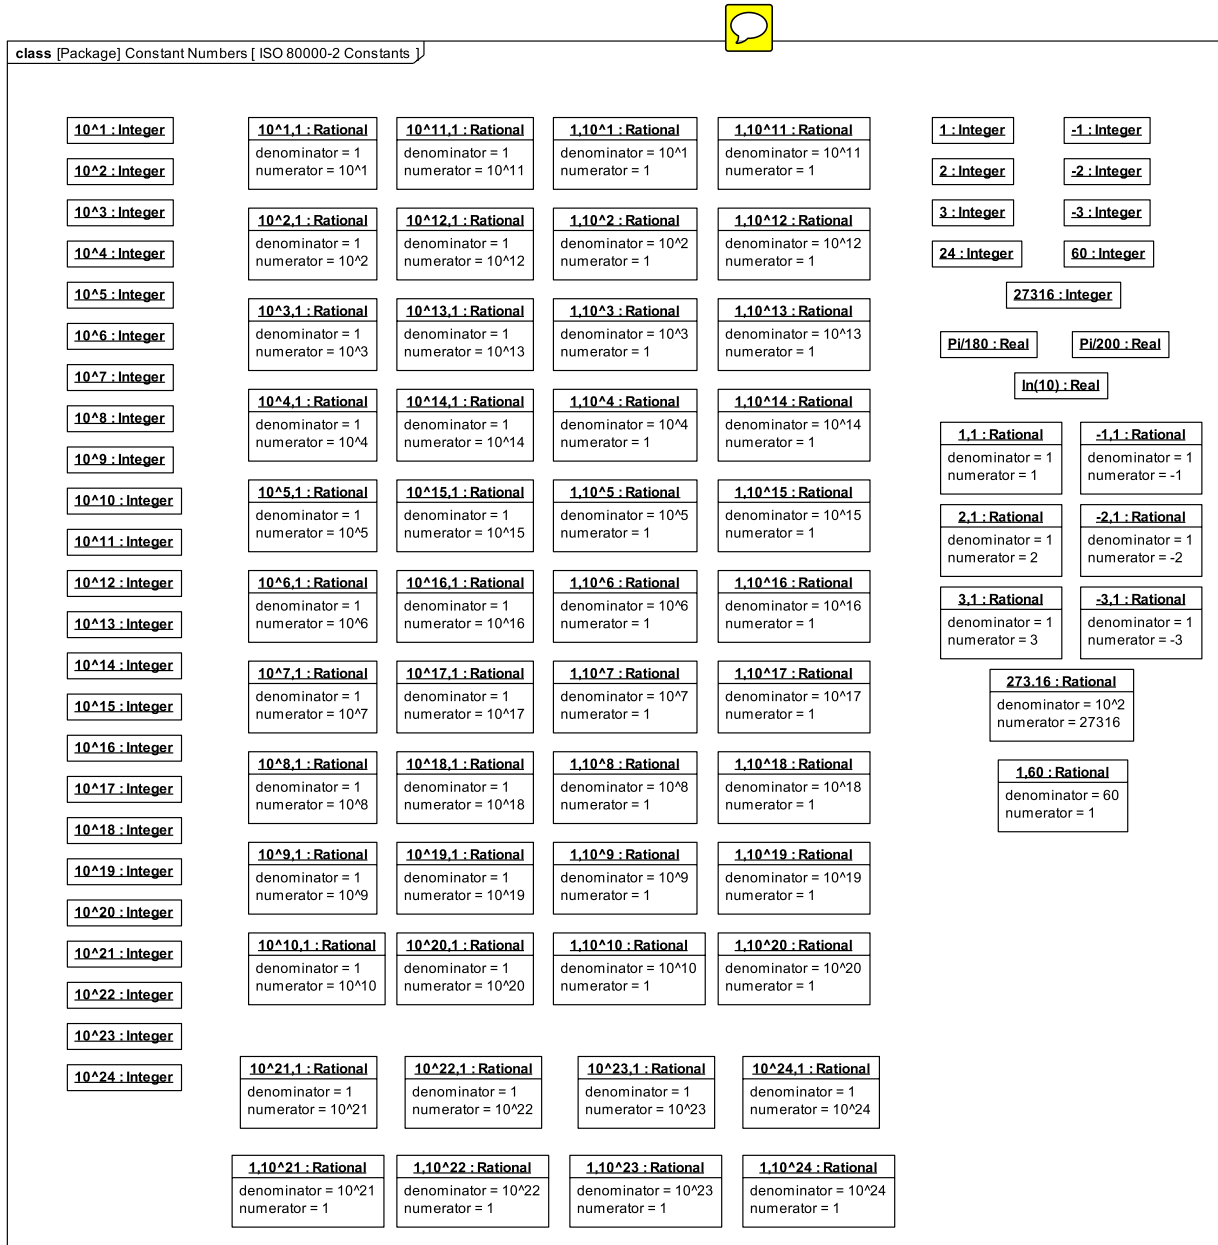 class [Package] Constant Numbers [ ISO 80000-2 Constants ]
10^1 : Integer
10^2 : Integer
10^3 : Integer
10^4 : Integer
10^5 : Integer
10^6 : Integer
10^7 : Integer
10^8 : Integer
10^9 : Integer
10^10 : Integer
10^11 : Integer
10^12 : Integer
10^13 : Integer
10^14 : Integer
10^15 : Integer
10^16 : Integer
10^17 : Integer
10^18 : Integer
10^19 : Integer
10^20 : Integer
10^21 : Integer
10^22 : Integer
10^23 : Integer
10^24 : Integer
10^1,1 : Rational
denominator = 1
numerator = 10^1
10^2,1 : Rational
denominator = 1
numerator = 10^2
10^3,1 : Rational
denominator = 1
numerator = 10^3
10^4,1 : Rational
denominator = 1
numerator = 10^4
10^5,1 : Rational
denominator = 1
numerator = 10^5
10^6,1 : Rational
denominator = 1
numerator = 10^6
10^7,1 : Rational
denominator = 1
numerator = 10^7
10^8,1 : Rational
denominator = 1
numerator = 10^8
10^9,1 : Rational
denominator = 1
numerator = 10^9
10^10,1 : Rational
denominator = 1
numerator = 10^10
10^11,1 : Rational
denominator = 1
numerator = 10^11
10^12,1 : Rational
denominator = 1
numerator = 10^12
10^13,1 : Rational
denominator = 1
numerator = 10^13
10^14,1 : Rational
denominator = 1
numerator = 10^14
10^15,1 : Rational
denominator = 1
numerator = 10^15
10^16,1 : Rational
denominator = 1
numerator = 10^16
10^17,1 : Rational
denominator = 1
numerator = 10^17
10^18,1 : Rational
denominator = 1
numerator = 10^18
10^19,1 : Rational
denominator = 1
numerator = 10^19
10^20,1 : Rational
denominator = 1
numerator = 10^20
1,10^1 : Rational
denominator = 10^1
numerator = 1
1,10^2 : Rational
denominator = 10^2
numerator = 1
1,10^3 : Rational
denominator = 10^3
numerator = 1
1,10^4 : Rational
denominator = 10^4
numerator = 1
1,10^5 : Rational
denominator = 10^5
numerator = 1
1,10^6 : Rational
denominator = 10^6
numerator = 1
1,10^7 : Rational
denominator = 10^7
numerator = 1
1,10^8 : Rational
denominator = 10^8
numerator = 1
1,10^9 : Rational
denominator = 10^9
numerator = 1
1,10^10 : Rational
denominator = 10^10
numerator = 1
1,10^11 : Rational
denominator = 10^11
numerator = 1
1,10^12 : Rational
denominator = 10^12
numerator = 1
1,10^13 : Rational
denominator = 10^13
numerator = 1
1,10^14 : Rational
denominator = 10^14
numerator = 1
1,10^15 : Rational
denominator = 10^15
numerator = 1
1,10^16 : Rational
denominator = 10^16
numerator = 1
1,10^17 : Rational
denominator = 10^17
numerator = 1
1,10^18 : Rational
denominator = 10^18
numerator = 1
1,10^19 : Rational
denominator = 10^19
numerator = 1
1,10^20 : Rational
denominator = 10^20
numerator = 1
10^21,1 : Rational
denominator = 1
numerator = 10^21
10^22,1 : Rational
denominator = 1
numerator = 10^22
10^23,1 : Rational
denominator = 1
numerator = 10^23
10^24,1 : Rational
denominator = 1
numerator = 10^24
1,10^21 : Rational
denominator = 10^21
numerator = 1
1,10^22 : Rational
denominator = 10^22
numerator = 1
1,10^23 : Rational
denominator = 10^23
numerator = 1
1,10^24 : Rational
denominator = 10^24
numerator = 1
1 : Integer
-1 : Integer
2 : Integer
-2 : Integer
3 : Integer
-3 : Integer
24 : Integer
60 : Integer
27316 : Integer
Pi/180 : Real
Pi/200 : Real
ln(10) : Real
1,1 : Rational
denominator = 1
numerator = 1
-1,1 : Rational
denominator = 1
numerator = -1
2,1 : Rational
denominator = 1
numerator = 2
-2,1 : Rational
denominator = 1
numerator = -2
3,1 : Rational
denominator = 1
numerator = 3
-3,1 : Rational
denominator = 1
numerator = -3
273.16 : Rational
denominator = 10^2
numerator = 27316
1,60 : Rational
denominator = 60
numerator = 1